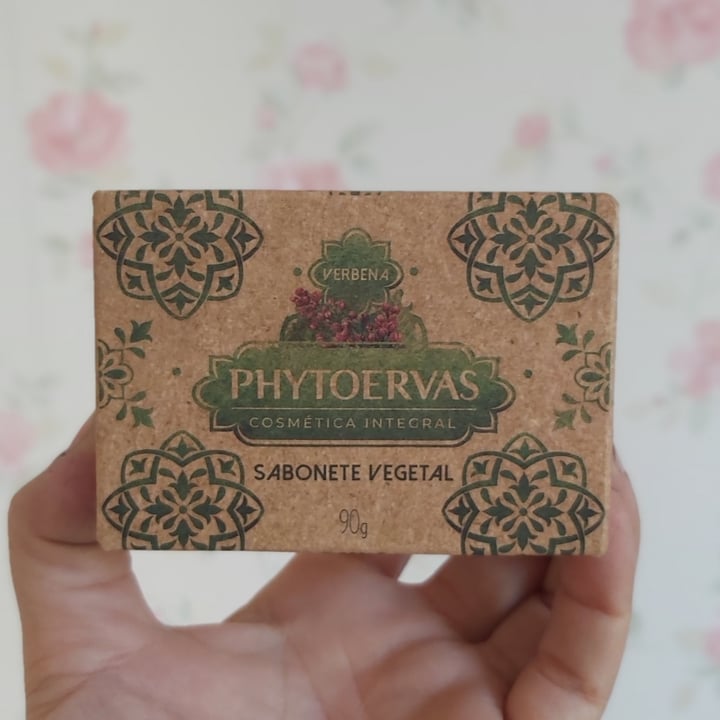 VERBENA
PHYTOERVAS
COSMÉTICA INTEGRAL
SABONETE VEGETAL
90g